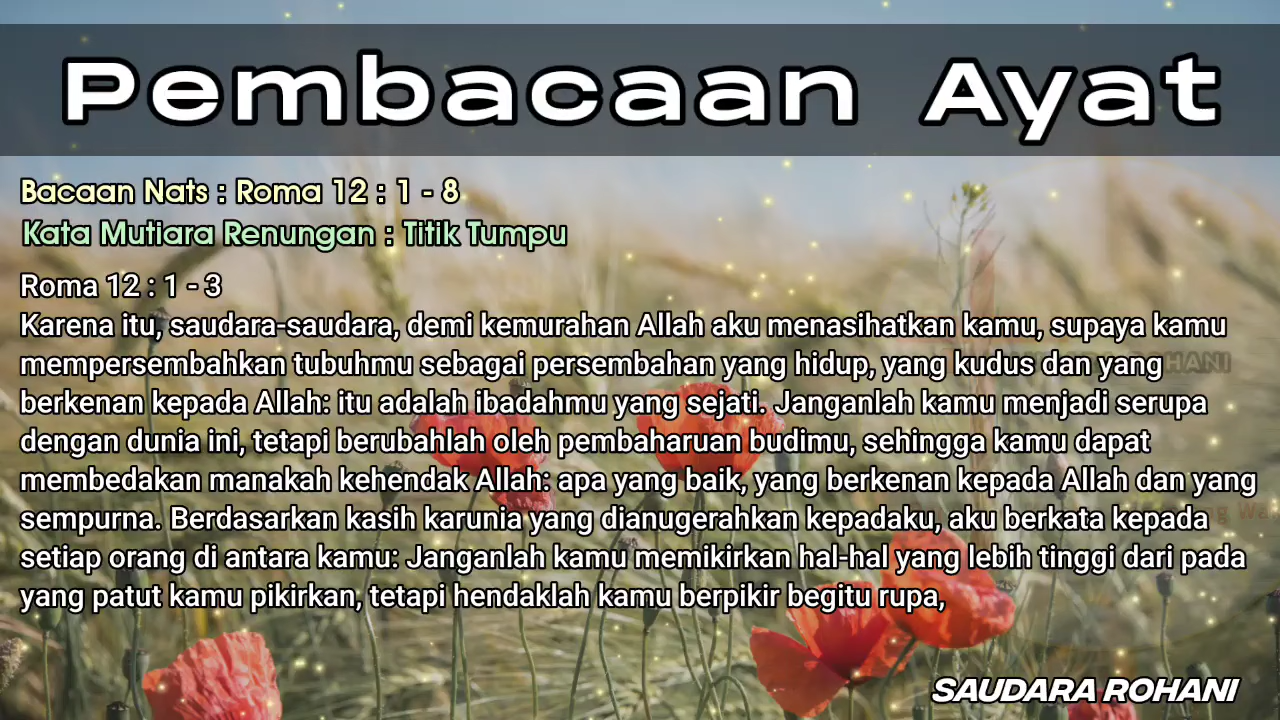 Pembacaan Ayat
Bacaan Nats : Roma 12 : 1 - 8
Kata Mutiara Renungan : Titik Tumpu
Roma 12 : 1 - 3
Karena itu, saudara-saudara, demi kemurahan Allah aku menasihatkan kamu, supaya kamu
mempersembahkan tubuhmu sebagai persembahan yang hidup, yang kudus dan yang
berkenan kepada Allah: itu adalah ibadahmu yang sejati. Janganlah kamu menjadi serupa
dengan dunia ini, tetapi berubahlah oleh pembaharuan budimu, sehingga kamu dapat
membedakan manakah kehendak Allah: apa yang baik, yang berkenan kepada Allah dan yang
sempurna. Berdasarkan kasih karunia yang dianugerahkan kepadaku, aku berkata kepada
setiap orang di antara kamu: Janganlah kamu memikirkan hal-hal yang lebih tinggi dari pada
yang patut kamu pikirkan, tetapi hendaklah kamu berpikir begitu rupa,
SAUDARA ROHANI